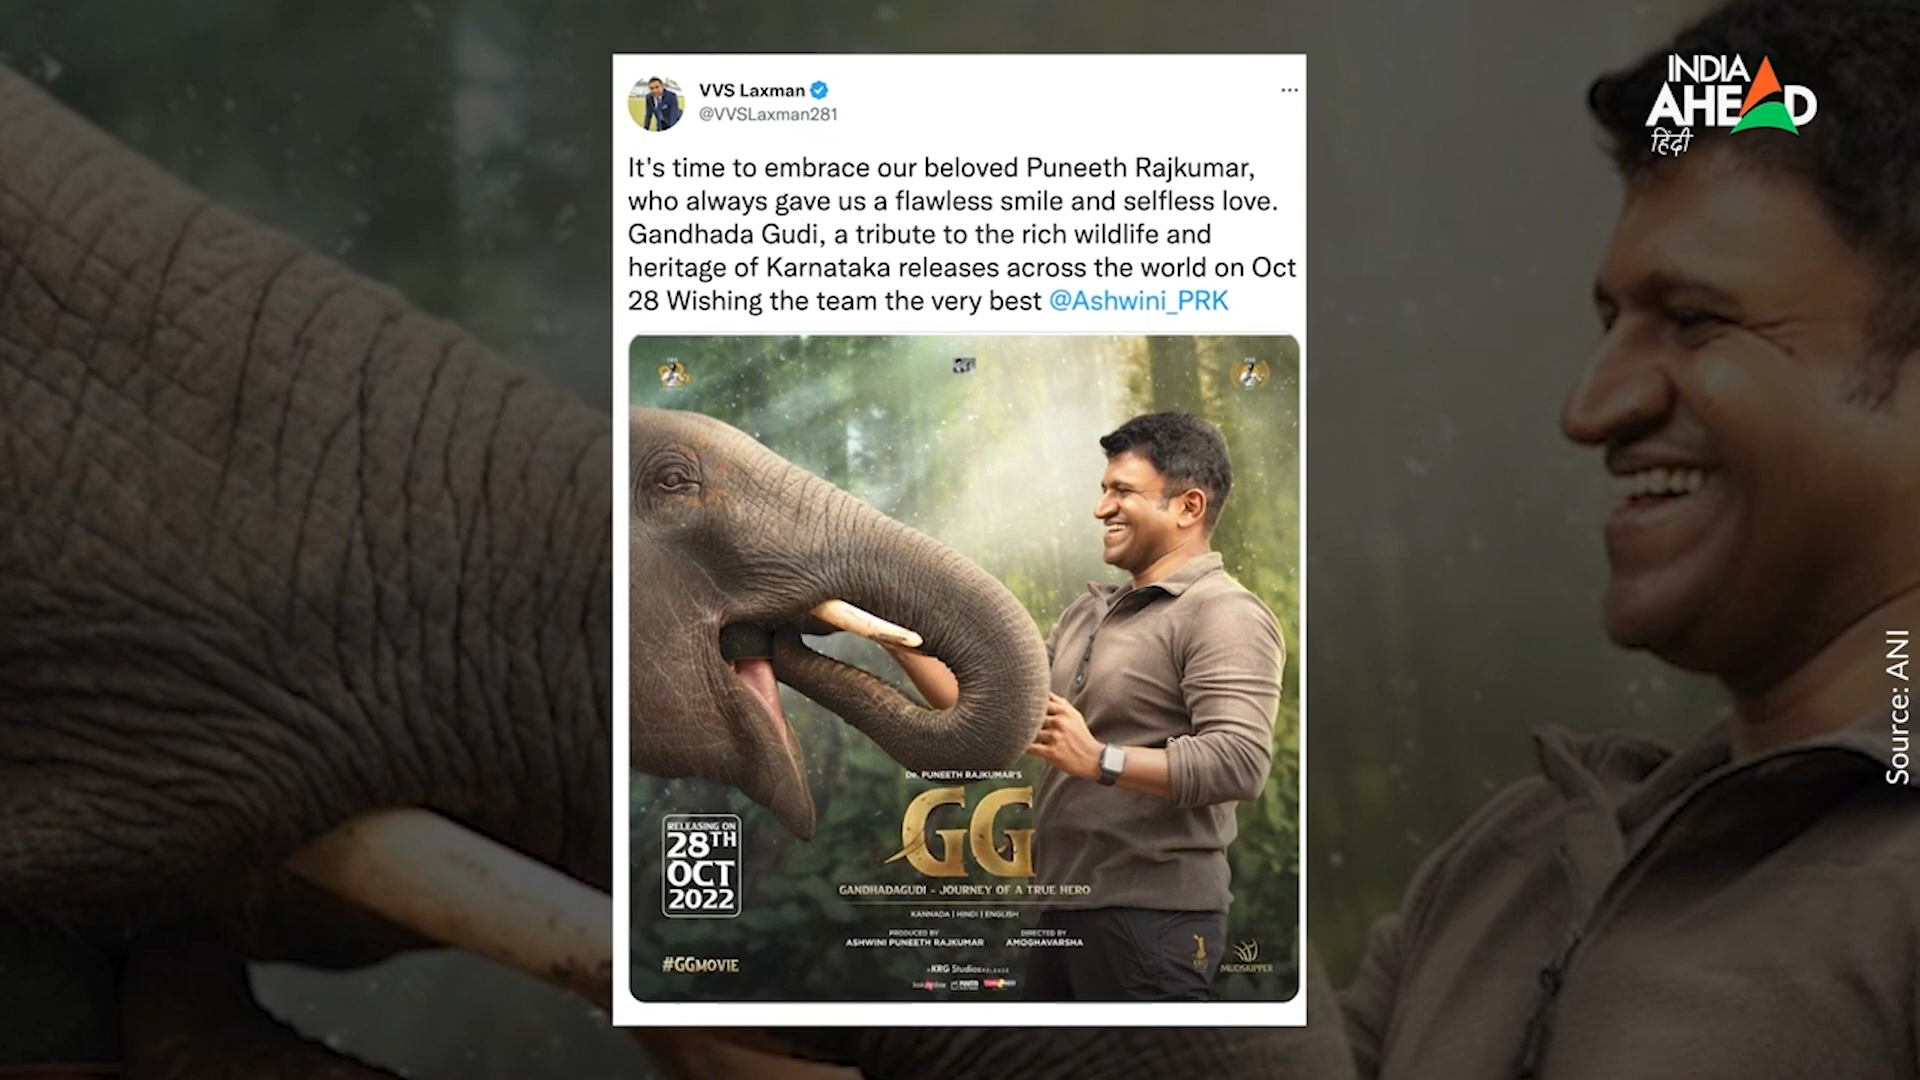 INDIA
AHEAD
हिंदी
VVS Laxman
@VVSLaxman281
It's time to embrace our beloved Puneeth Rajkumar,
who always gave us a flawless smile and selfless love.
Gandhada Gudi, a tribute to the rich wildlife and
heritage of Karnataka releases across the world on Oct
28 Wishing the team the very best @Ashwini_PRK
DR. PUNEETH RAJKUMAR'S
GG
GANDHADAGUDI - JOURNEY OF A TRUE HERO
KANNADA | HINDI | ENGLISH
PRODUCED BY
ASHWINI PUNEETH RAJKUMAR
DIRECTED BY
AMOGHAVARSHA
RELEASING ON
28TH
OCT
2022
#GGMOVIE
A KRG Studios RELEASE
MUDSKIPPER
Source: ANI